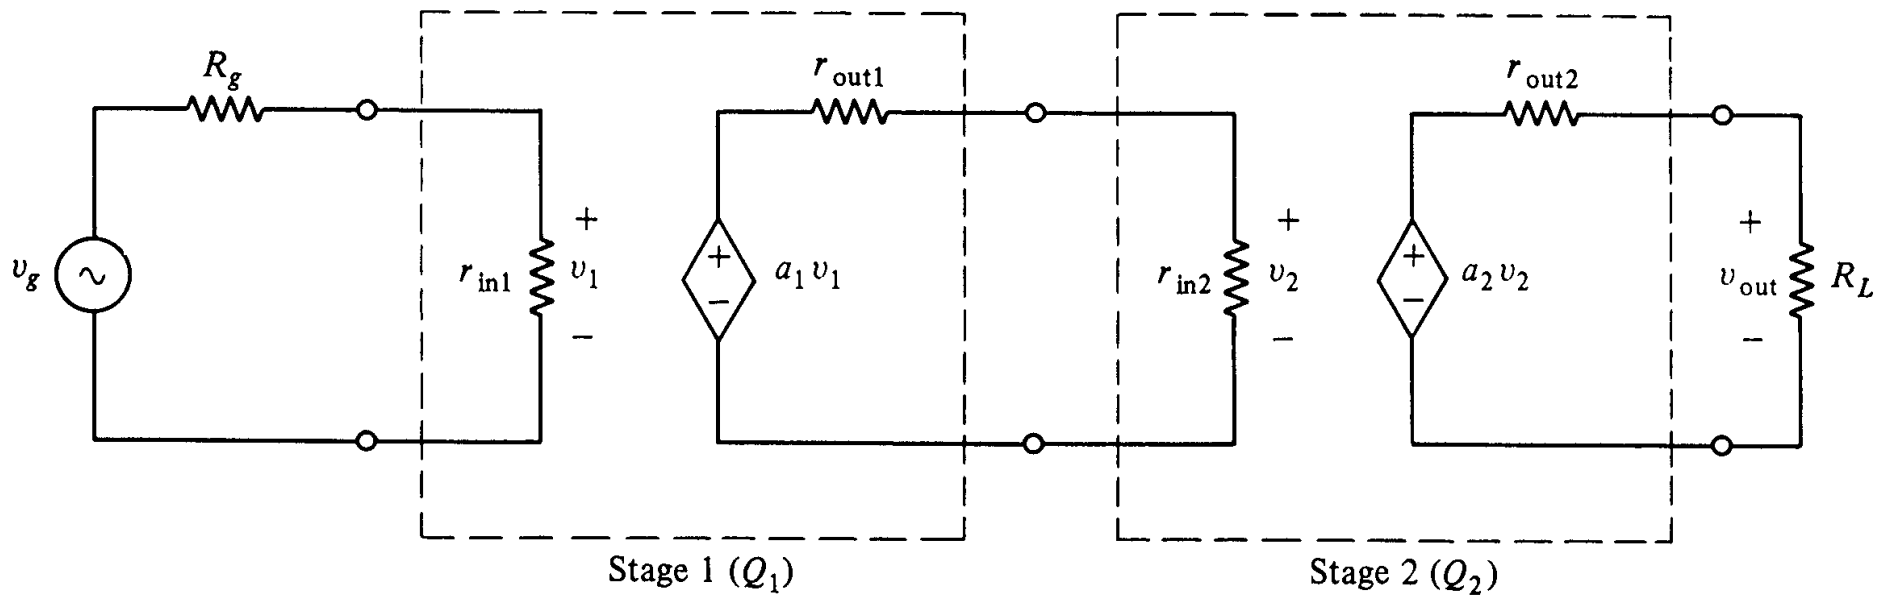 R_g
r_out1
r_out2
v_g
r_in1
+
v_1
−
+
−
a_1 v_1
r_in2
+
v_2
−
+
−
a_2 v_2
+
v_out
−
R_L
Stage 1 (Q_1)
Stage 2 (Q_2)